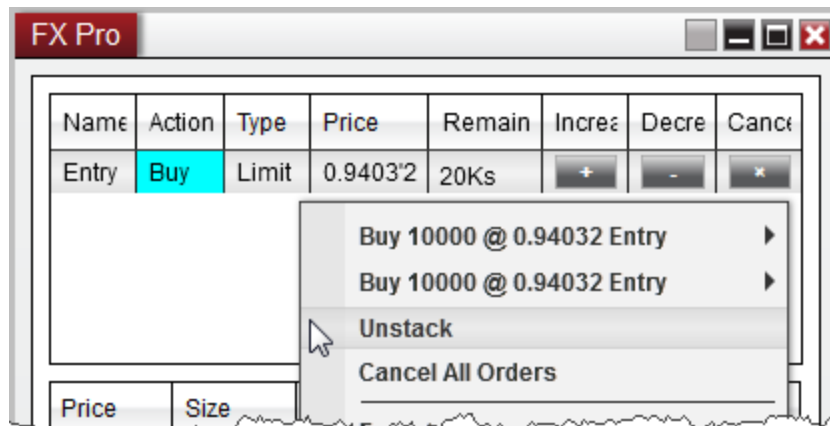 FX Pro
Name Action Type Price Remain Increa Decre Cance
Entry Buy Limit 0.9403'2 20Ks + - ×
Buy 10000 @ 0.94032 Entry
Buy 10000 @ 0.94032 Entry
Unstack
Cancel All Orders
Price Size